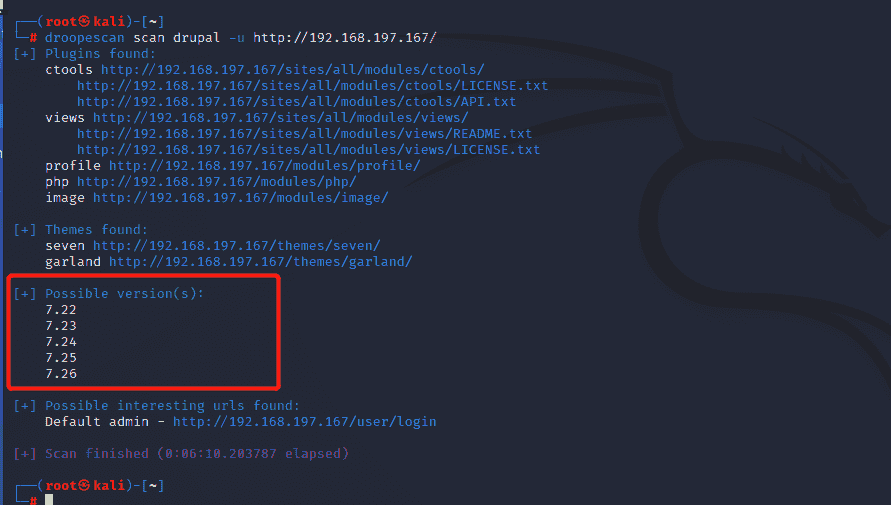 ┌──(root㉿kali)-[~]
└─# droopescan scan drupal -u http://192.168.197.167/
[+] Plugins found:
ctools http://192.168.197.167/sites/all/modules/ctools/
http://192.168.197.167/sites/all/modules/ctools/LICENSE.txt
http://192.168.197.167/sites/all/modules/ctools/API.txt
views http://192.168.197.167/sites/all/modules/views/
http://192.168.197.167/sites/all/modules/views/README.txt
http://192.168.197.167/sites/all/modules/views/LICENSE.txt
profile http://192.168.197.167/modules/profile/
php http://192.168.197.167/modules/php/
image http://192.168.197.167/modules/image/
[+] Themes found:
seven http://192.168.197.167/themes/seven/
garland http://192.168.197.167/themes/garland/
[+] Possible version(s):
7.22
7.23
7.24
7.25
7.26
[+] Possible interesting urls found:
Default admin - http://192.168.197.167/user/login
[+] Scan finished (0:06:10.203787 elapsed)
┌──(root㉿kali)-[~]
└─#